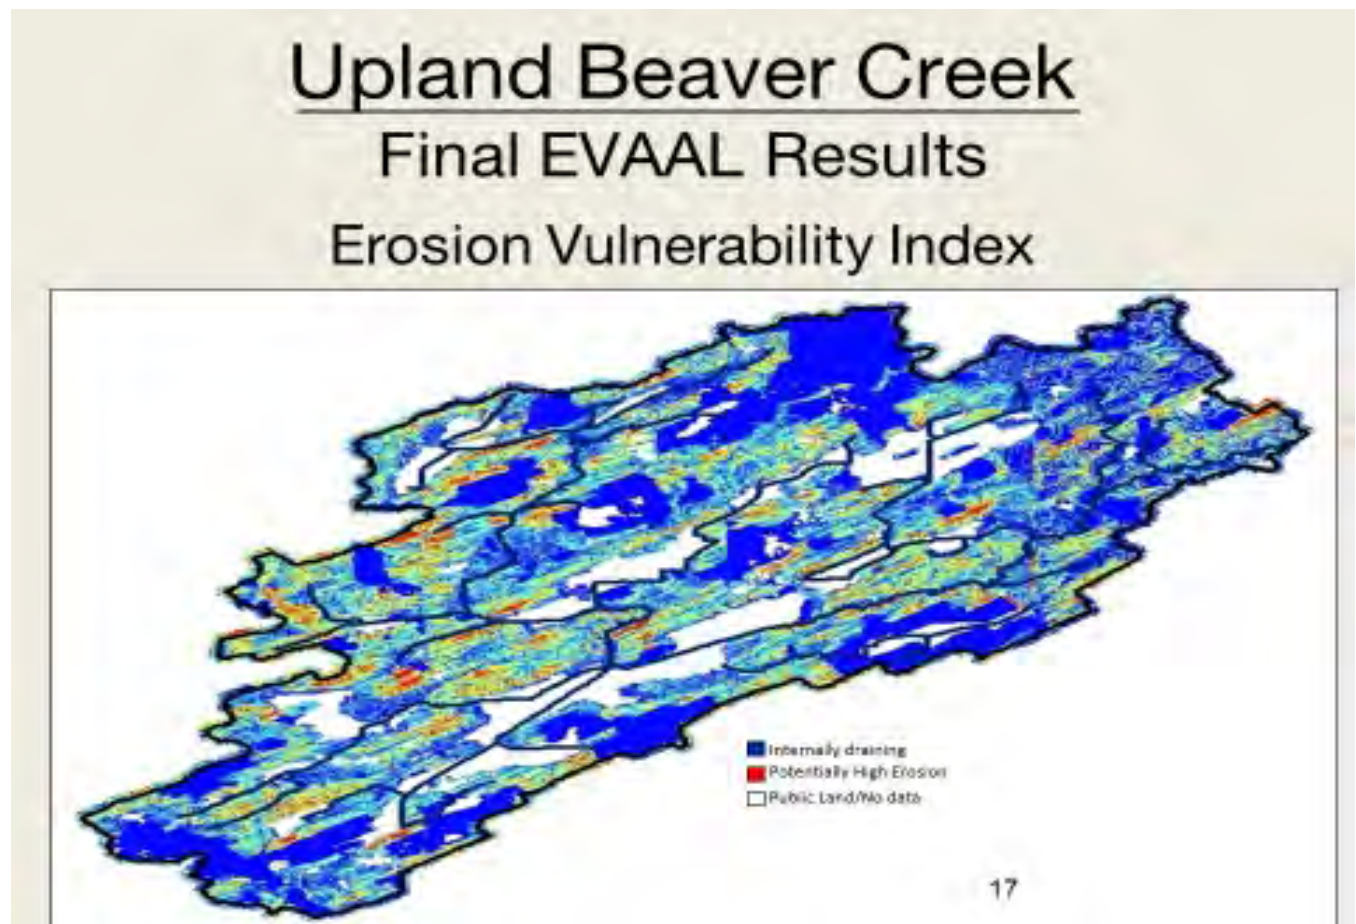 Upland Beaver Creek
Final EVAAL Results
Erosion Vulnerability Index
Internally draining
Potentially High Erosion
Public Land/No data
17